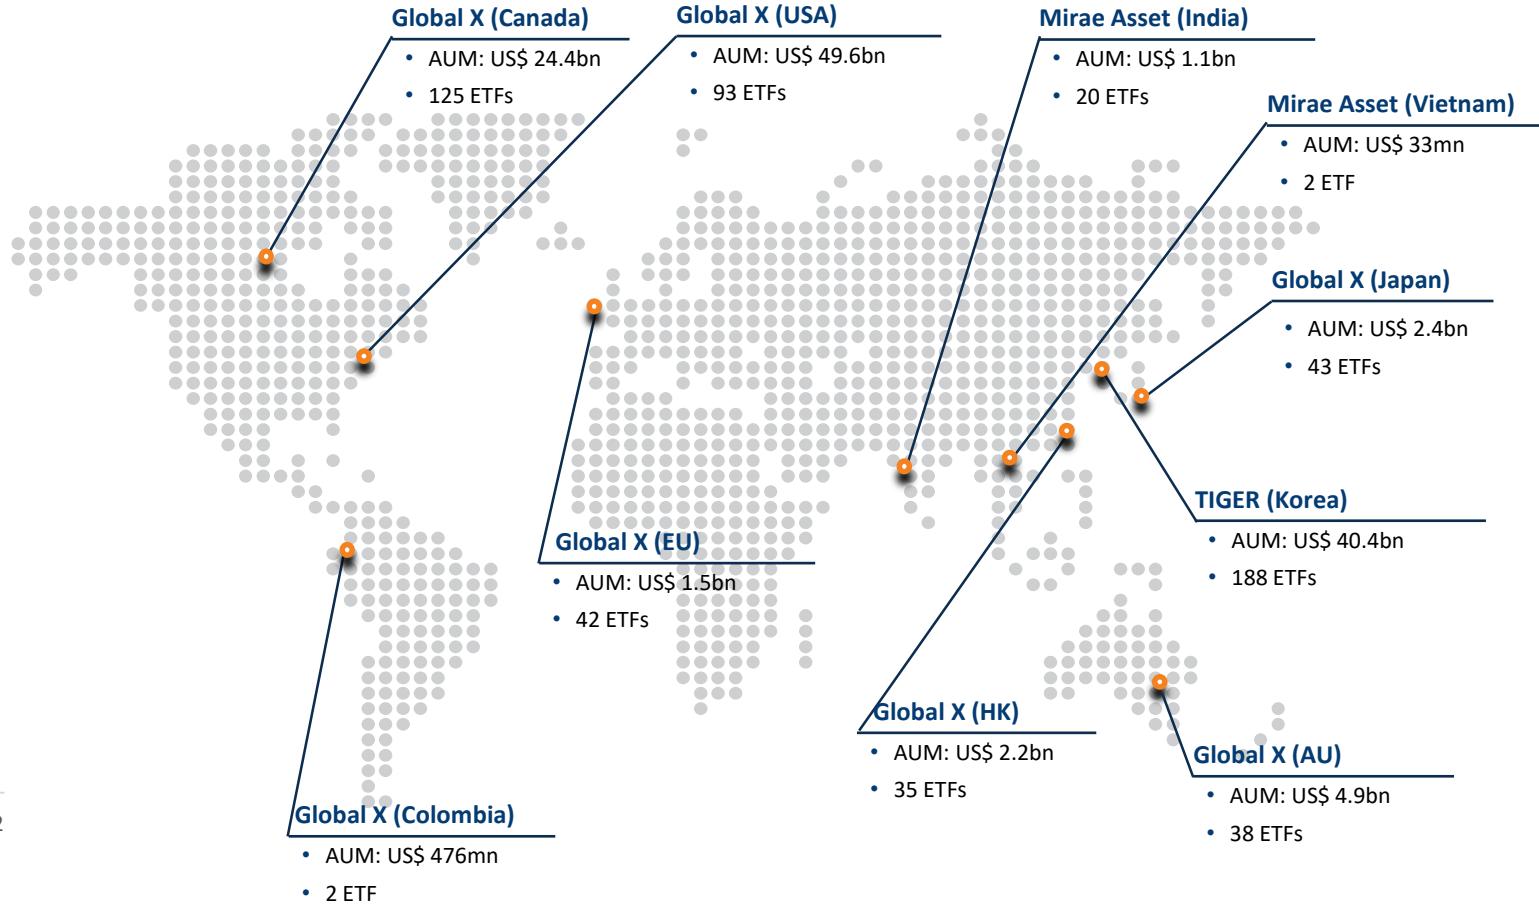 Global X (Canada)
• AUM: US$ 24.4bn
• 125 ETFs
Global X (USA)
• AUM: US$ 49.6bn
• 93 ETFs
Mirae Asset (India)
• AUM: US$ 1.1bn
• 20 ETFs
Mirae Asset (Vietnam)
• AUM: US$ 33mn
• 2 ETF
Global X (Japan)
• AUM: US$ 2.4bn
• 43 ETFs
TIGER (Korea)
• AUM: US$ 40.4bn
• 188 ETFs
Global X (EU)
• AUM: US$ 1.5bn
• 42 ETFs
Global X (HK)
• AUM: US$ 2.2bn
• 35 ETFs
Global X (AU)
• AUM: US$ 4.9bn
• 38 ETFs
Global X (Colombia)
• AUM: US$ 476mn
• 2 ETF